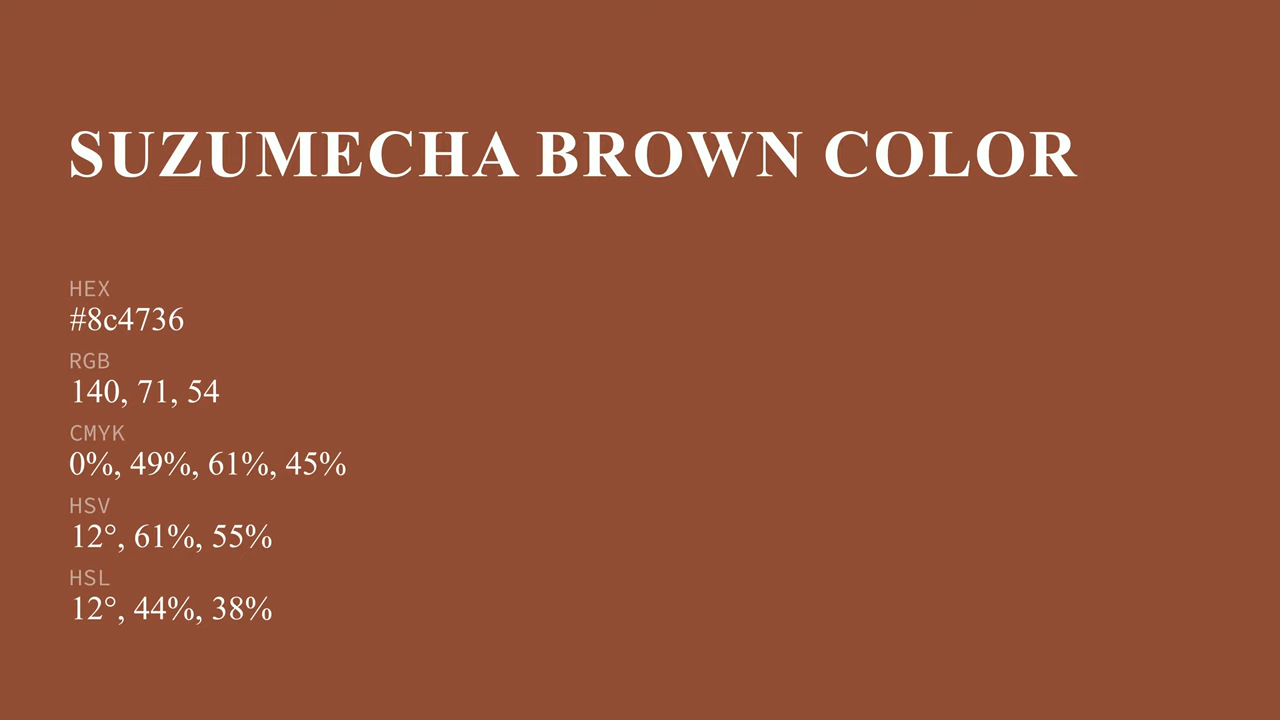 SUZUMECHA BROWN COLOR
HEX
#8c4736
RGB
140, 71, 54
CMYK
0%, 49%, 61%, 45%
HSV
12°, 61%, 55%
HSL
12°, 44%, 38%